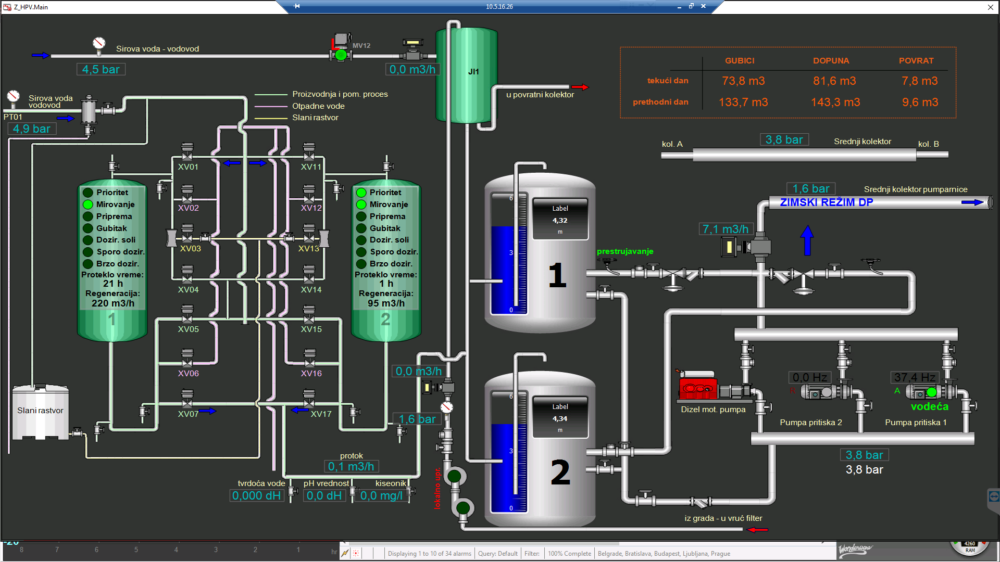 Z_HPV.Main
10.5.16.26
Sirova voda - vodovod
MV12
4,5 bar
0,0 m3/h
JI1
GUBICI DOPUNA POVRAT
tekući dan 73,8 m3 81,6 m3 7,8 m3
prethodni dan 133,7 m3 143,3 m3 9,6 m3
Sirova voda
vodovod
PT01
4,9 bar
Proizvodnja i pom. proces
Otpadne vode
Slani rastvor
u povratni kolektor
kol. A
3,8 bar
Srednji kolektor
kol. B
XV01
XV11
XV02
XV12
XV03
XV13
XV04
XV14
XV05
XV15
XV06
XV16
XV07
XV17
Prioritet
Mirovanje
Priprema
Gubitak
Dozir. soli
Sporo dozir.
Brzo dozir.
Proteklo vreme:
21 h
Regeneracija:
220 m3/h
1
Prioritet
Mirovanje
Priprema
Gubitak
Dozir. soli
Sporo dozir.
Brzo dozir.
Proteklo vreme:
1 h
Regeneracija:
95 m3/h
2
6
3
0
Label
4,32
m
1
1,6 bar
Srednji kolektor pumparnice
ZIMSKI REŽIM DP
7,1 m3/h
prestrujavanje
6
3
0
Label
4,34
m
2
0,0 m3/h
1,6 bar
Slani rastvor
protok
0,1 m3/h
tvrdoća vode
0,000 dH
pH vrednost
0,0 dH
kiseonik
0,0 mg/l
lokalno upr.
Dizel mot. pumpa
0,0 Hz
R
Pumpa pritiska 2
37,4 Hz
A
vodeća
Pumpa pritiska 1
3,8 bar
3,8 bar
iz grada - u vruć filter
-20
8 7 6 5 4 3 2 1 hr
Displaying 1 to 10 of 34 alarms
Query: Default
Filter:
100% Complete
Belgrade, Bratislava, Budapest, Ljubljana, Prague
Wonderware
4260
RAM